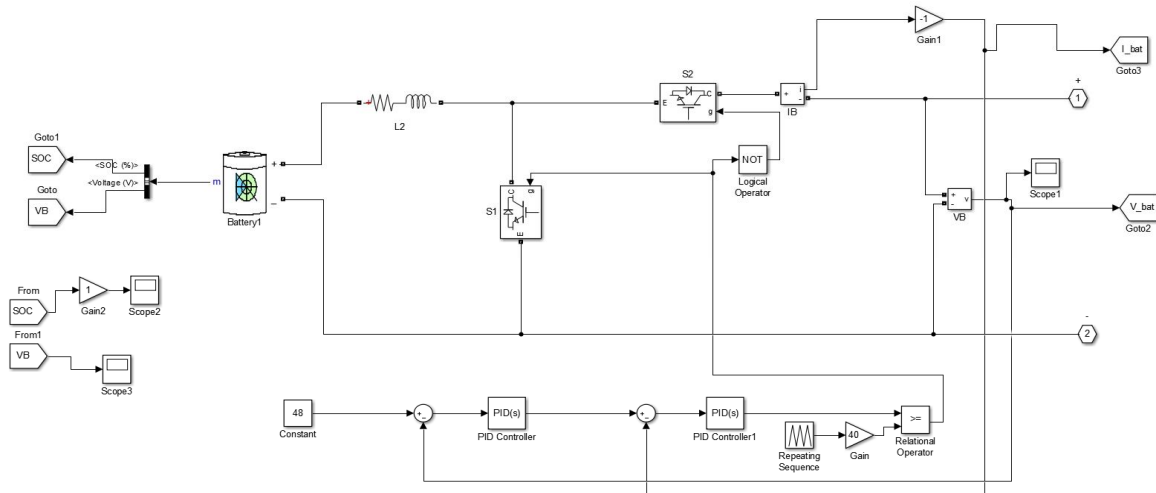 -1
Gain1
I_bat
Goto3
+
1
S2
E
C
g
+
-
i
IB
L2
Goto1
SOC
<SOC (%)>
<Voltage (V)>
Goto
VB
m
+
_
Battery1
NOT
Logical
Operator
S1
C
g
E
+
-
v
VB
Scope1
V_bat
Goto2
From
SOC
1
Gain2
Scope2
From1
VB
Scope3
-
2
48
Constant
+
-
PID(s)
PID Controller
+
-
PID(s)
PID Controller1
Repeating
Sequence
40
Gain
>=
Relational
Operator